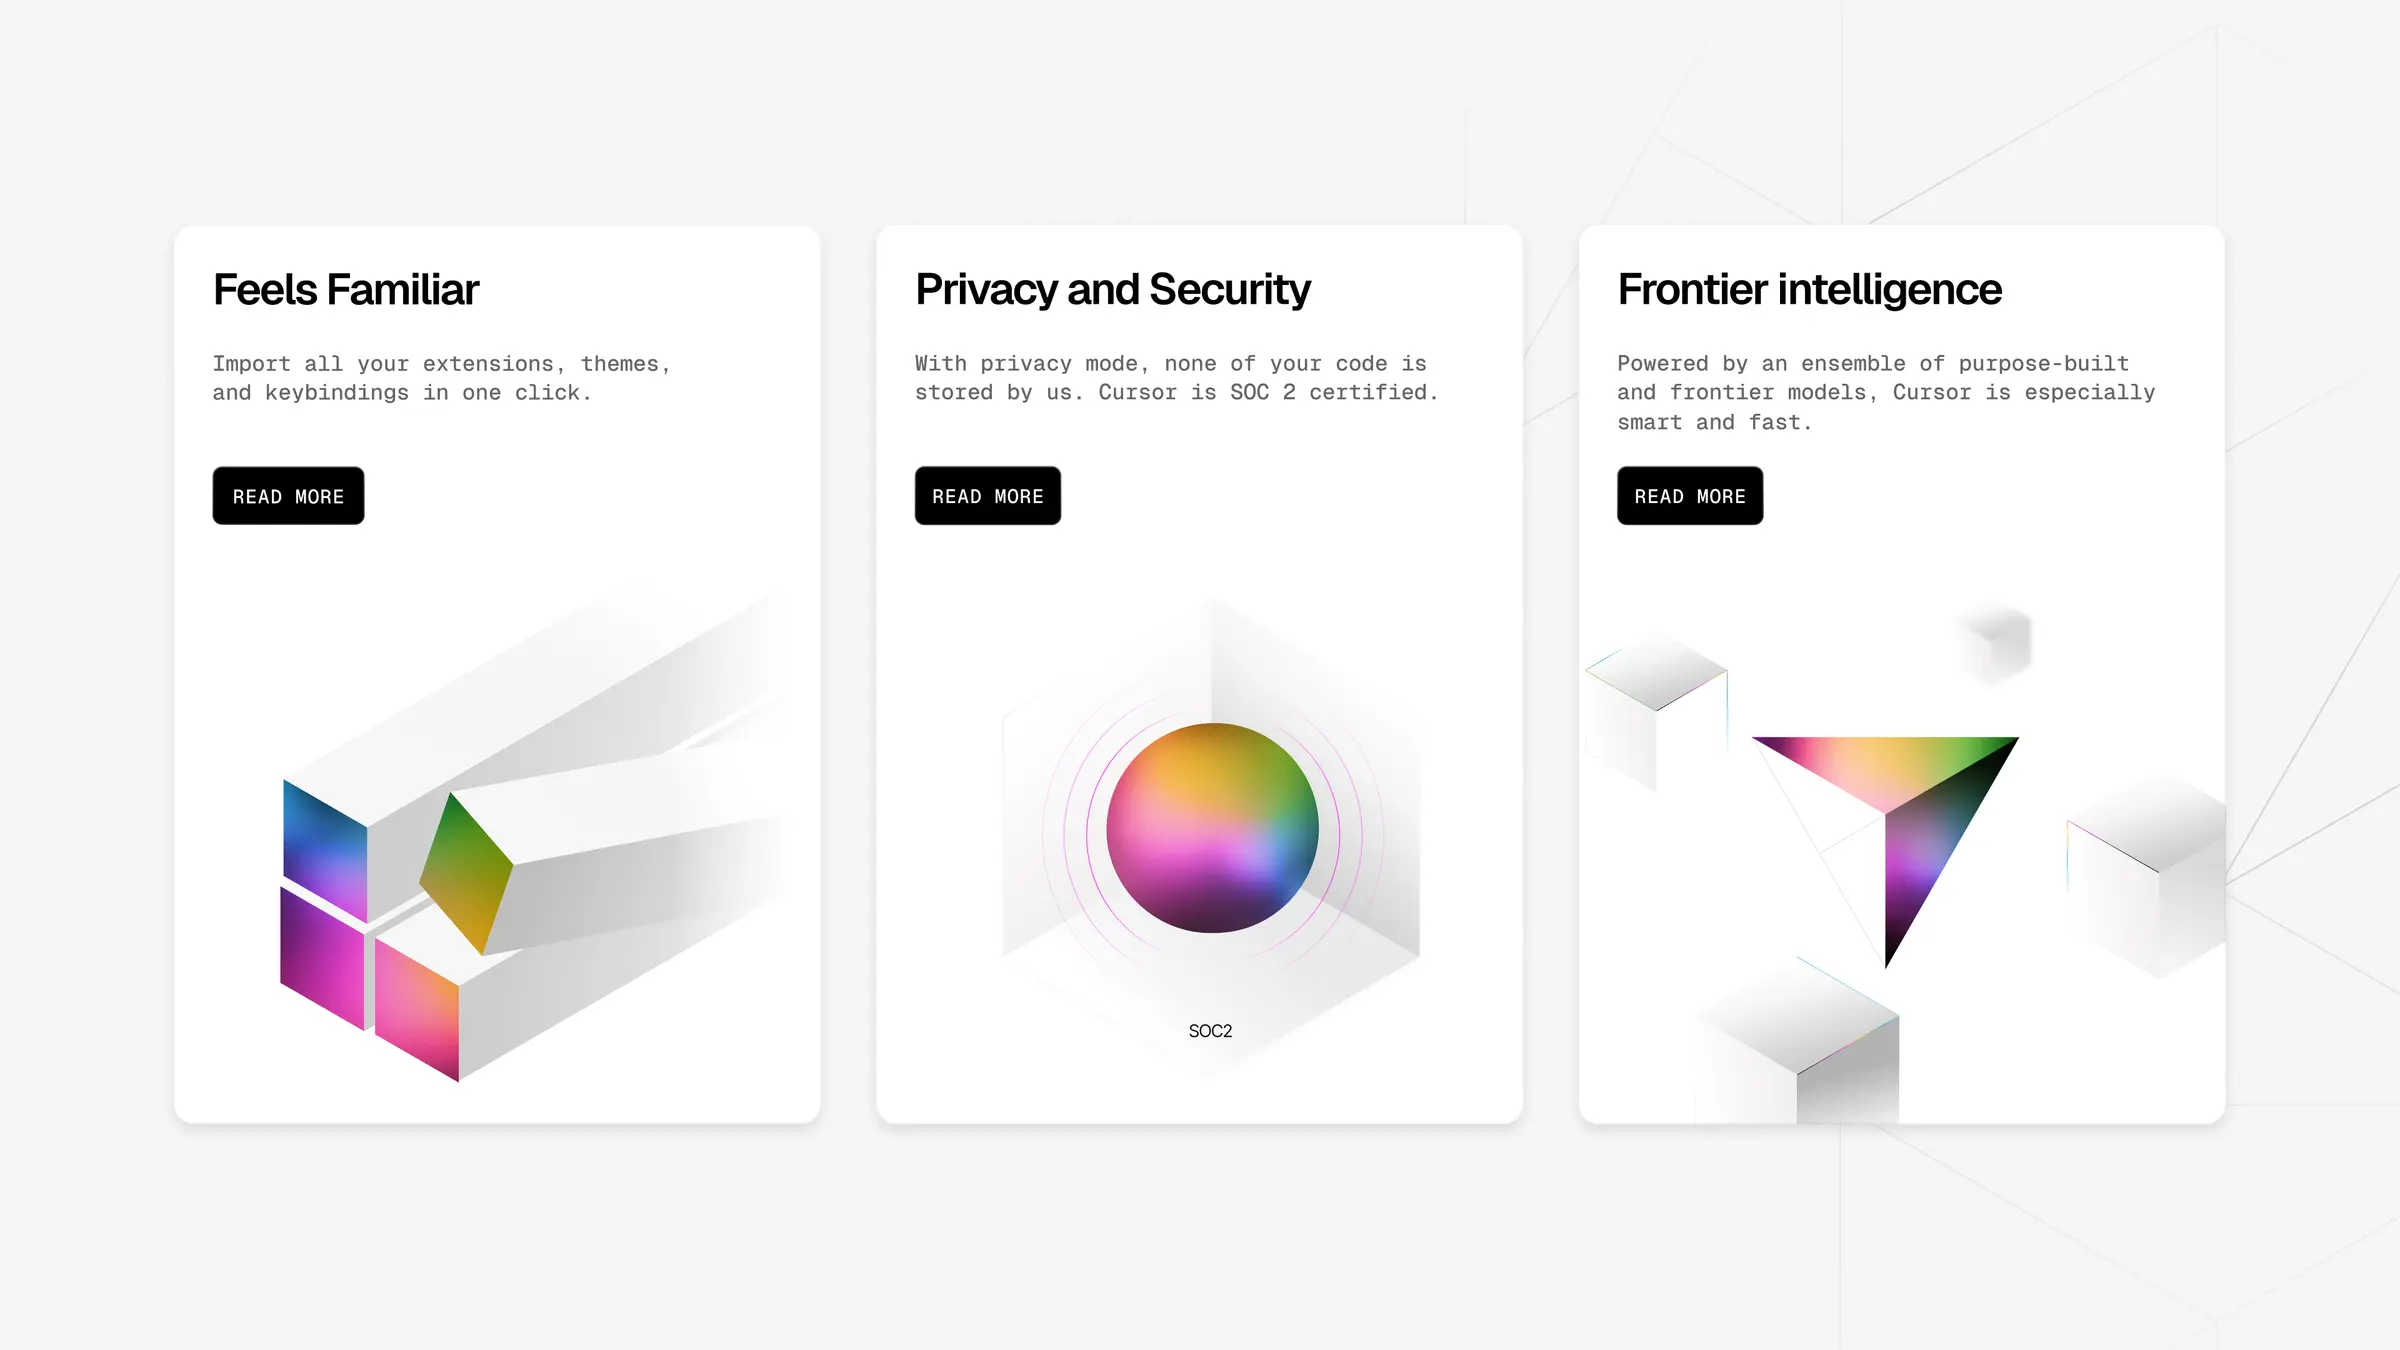 Feels Familiar
Import all your extensions, themes,
and keybindings in one click.
READ MORE
Privacy and Security
With privacy mode, none of your code is
stored by us. Cursor is SOC 2 certified.
READ MORE
SOC2
Frontier intelligence
Powered by an ensemble of purpose-built
and frontier models, Cursor is especially
smart and fast.
READ MORE